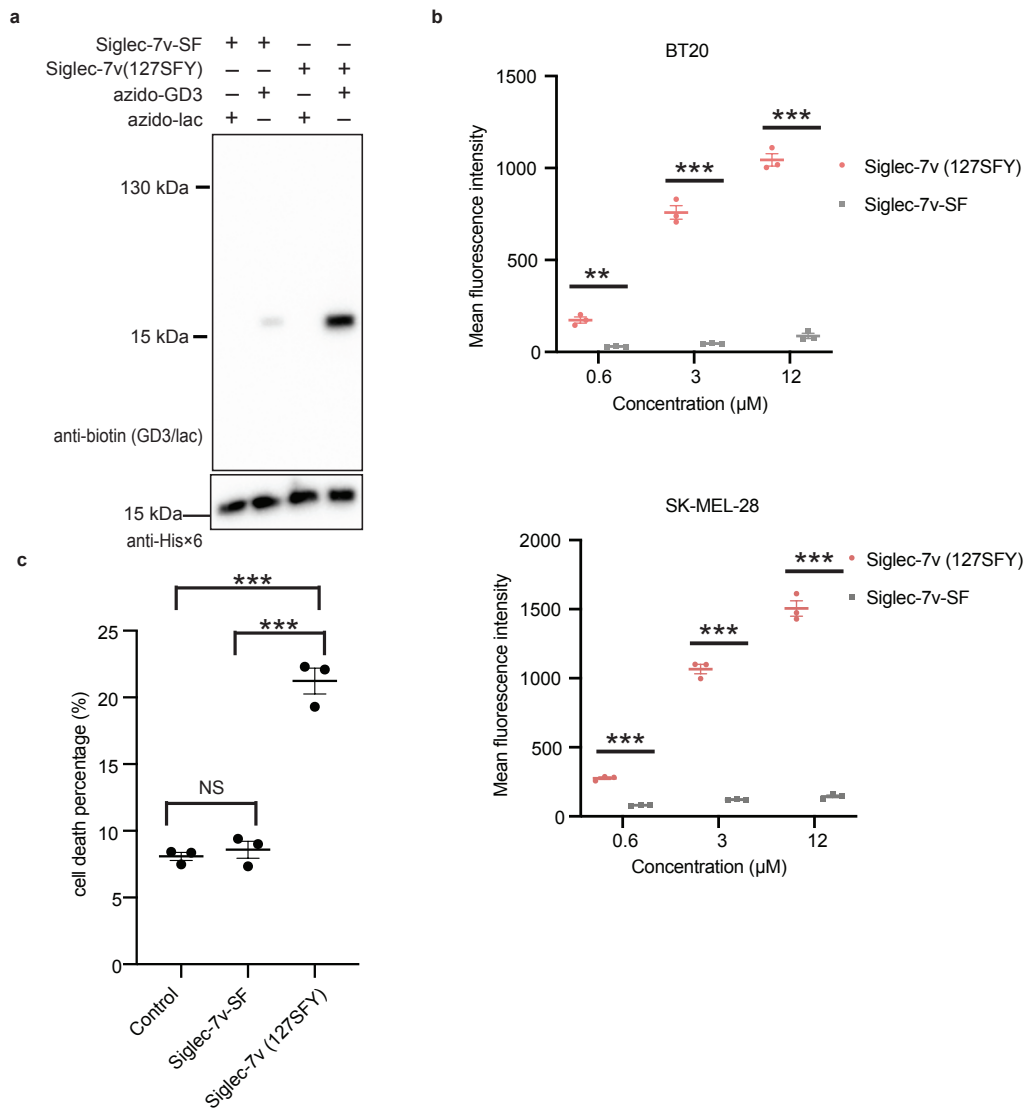 a
Siglec-7v-SF + + – –
Siglec-7v(127SFY) – – + +
azido-GD3 – + – +
azido-lac + – + –
130 kDa
15 kDa
anti-biotin (GD3/lac)
15 kDa
anti-His×6
b
BT20
Mean fluorescence intensity
1500
1000
500
0
**
***
***
0.6 3 12
Concentration (µM)
Siglec-7v (127SFY)
Siglec-7v-SF
SK-MEL-28
Mean fluorescence intensity
2000
1500
1000
500
0
***
***
***
0.6 3 12
Concentration (µM)
Siglec-7v (127SFY)
Siglec-7v-SF
c
***
***
NS
cell death percentage (%)
25
20
15
10
5
0
Control
Siglec-7v-SF
Siglec-7v (127SFY)